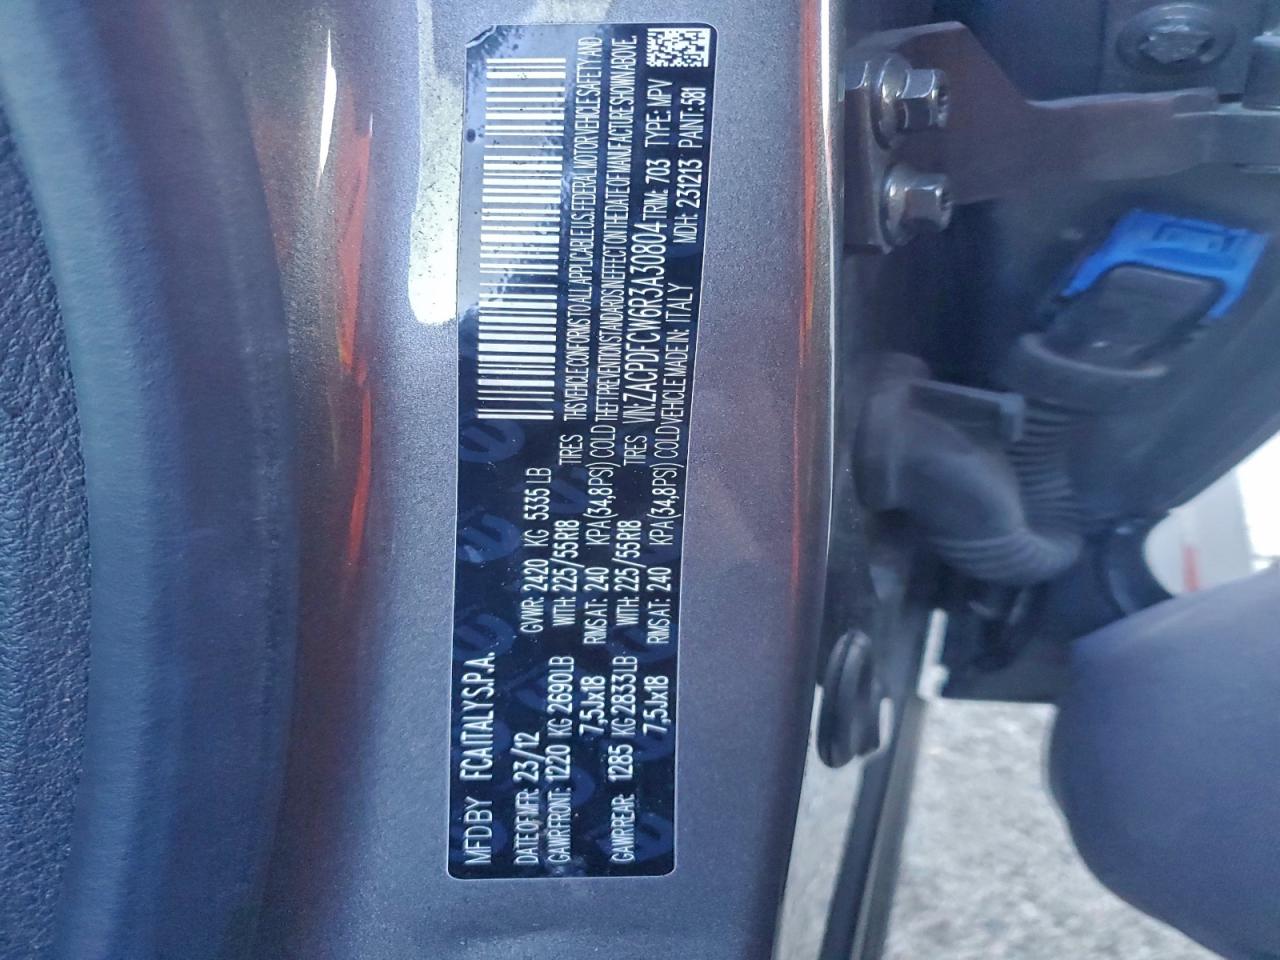 MFD BY FCA ITALY S.P.A.
DATE OF MFR: 23/12 GVWR: 2420 KG 5335 LB
GAWR FRONT: 1220 KG 2690LB WITH: 225/55R18 TIRES
7,5Jx18 RIMS AT: 240 KPA(34,8PSI) COLD
GAWR REAR: 1285 KG 2833LB WITH: 225/55R18 TIRES
7,5Jx18 RIMS AT: 240 KPA(34,8PSI) COLD
THIS VEHICLE CONFORMS TO ALL APPLICABLE U.S. FEDERAL MOTOR VEHICLE SAFETY AND
THEFT PREVENTION STANDARDS IN EFFECT ON THE DATE OF MANUFACTURE SHOWN ABOVE.
VIN: ZACPDFCW6R3A30804 TRIM: 703 TYPE: MPV
VEHICLE MADE IN: ITALY MDH: 231213 PAINT: 581